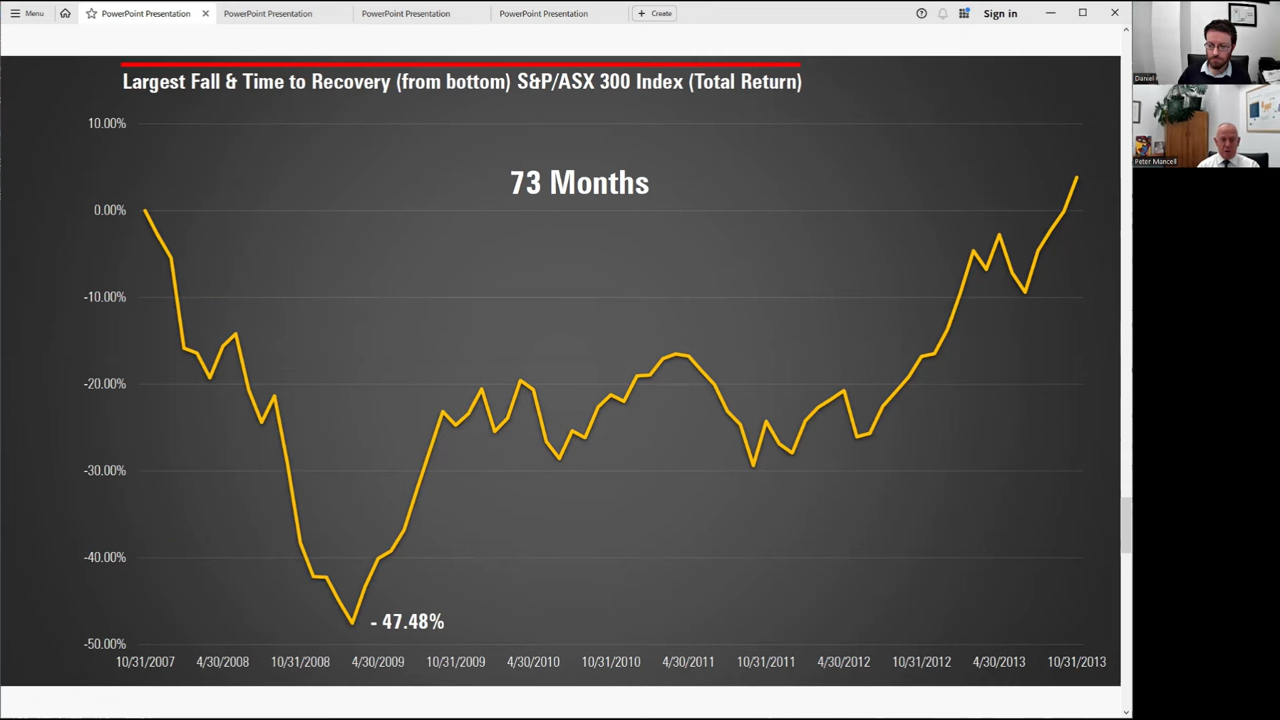 Menu
PowerPoint Presentation
PowerPoint Presentation
PowerPoint Presentation
PowerPoint Presentation
+ Create
Sign in
Daniel
Peter Mancell
Largest Fall & Time to Recovery (from bottom) S&P/ASX 300 Index (Total Return)
73 Months
10.00%
0.00%
-10.00%
-20.00%
-30.00%
-40.00%
-50.00%
- 47.48%
10/31/2007 4/30/2008 10/31/2008 4/30/2009 10/31/2009 4/30/2010 10/31/2010 4/30/2011 10/31/2011 4/30/2012 10/31/2012 4/30/2013 10/31/2013